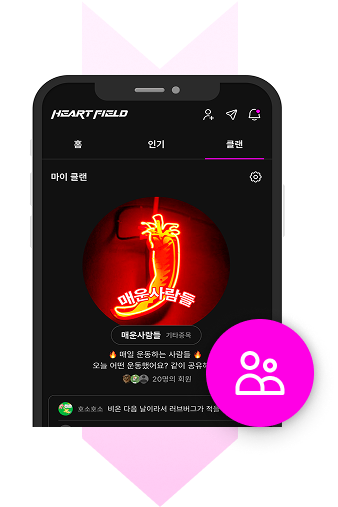 HEART FIELD
홈 인기 클랜
마이 클랜
매운사람들
매운사람들 기타종목
🔥 매일 운동하는 사람들 🔥
오늘 어떤 운동했어요? 같이 공유해
20명의 회원
호소호소 비온 다음 날이라서 러브버그가 적을